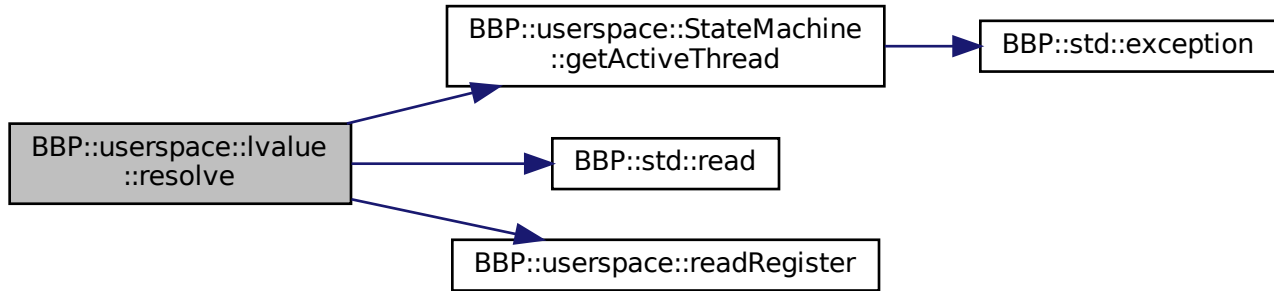 BBP::userspace::StateMachine
::getActiveThread
BBP::std::exception
BBP::userspace::lvalue
::resolve
BBP::std::read
BBP::userspace::readRegister